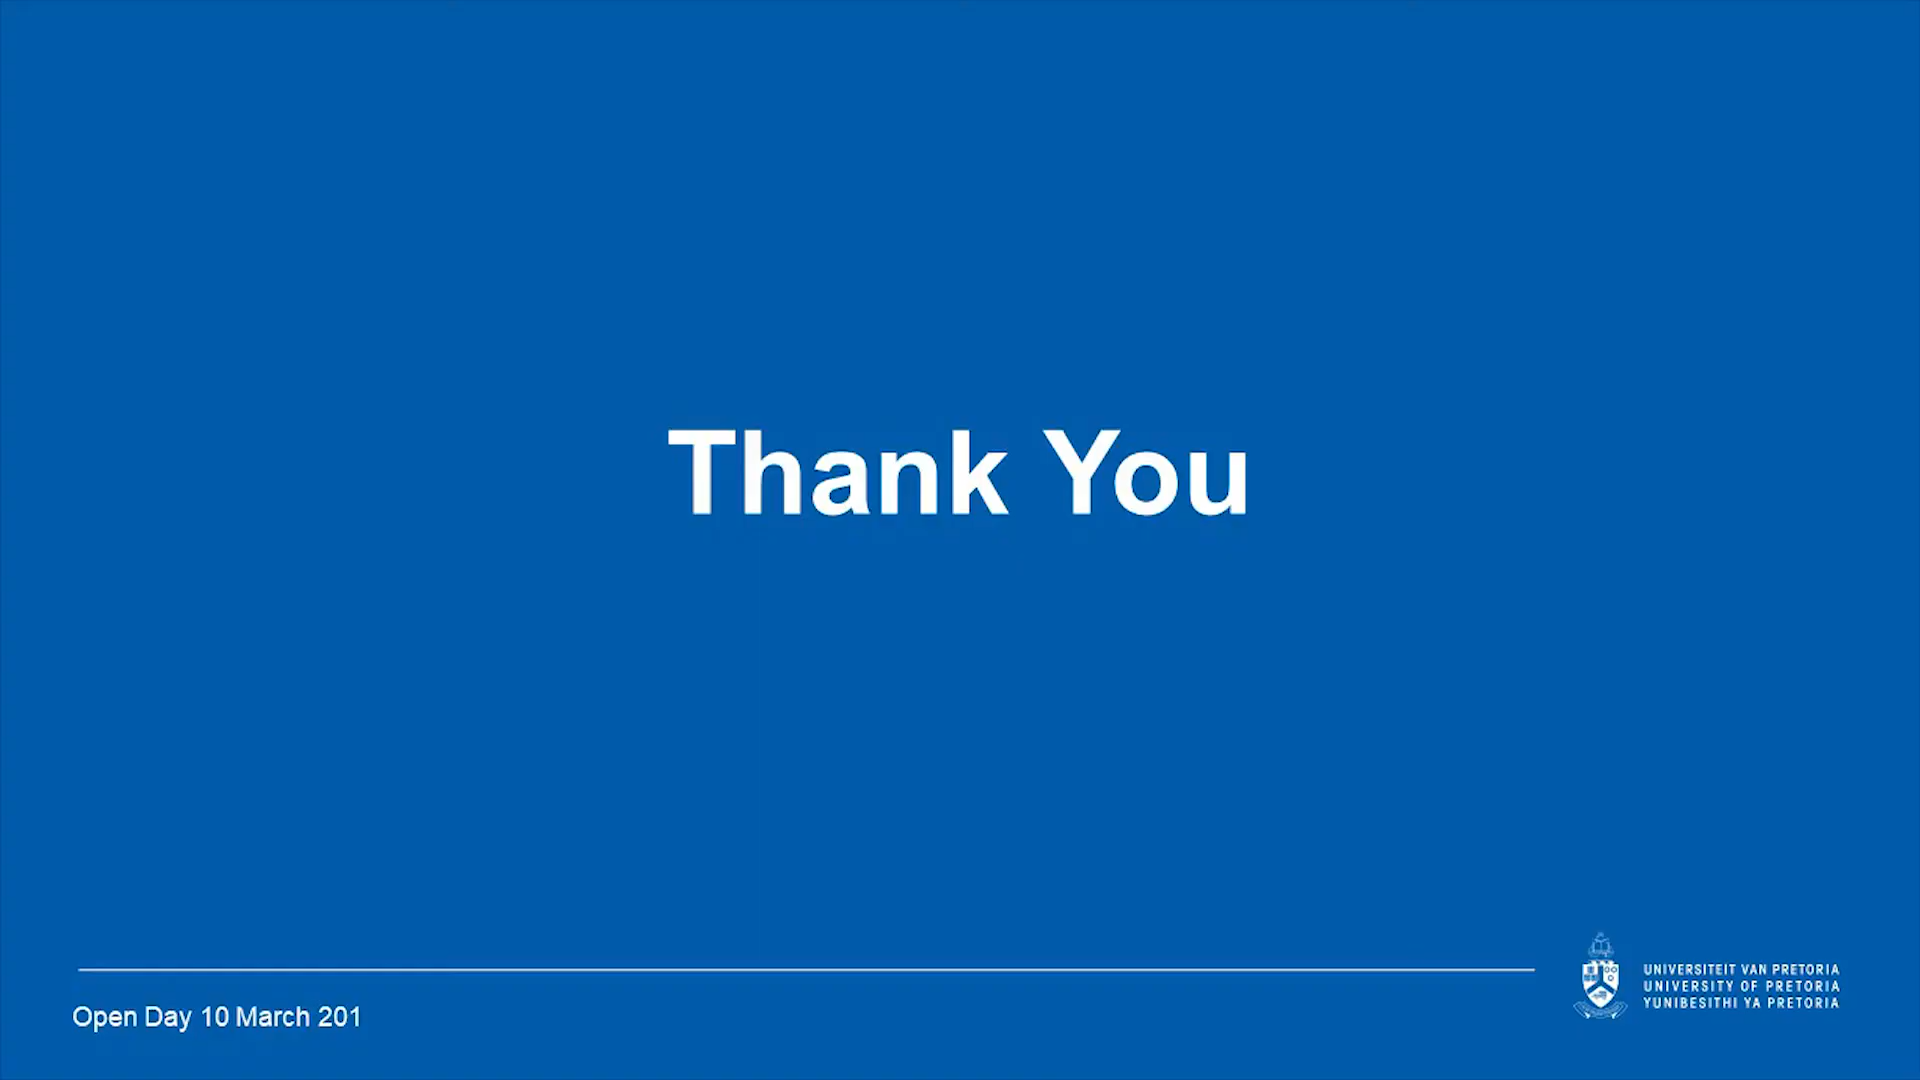 Thank You
Open Day 10 March 201
UNIVERSITEIT VAN PRETORIA
UNIVERSITY OF PRETORIA
YUNIBESITHI YA PRETORIA